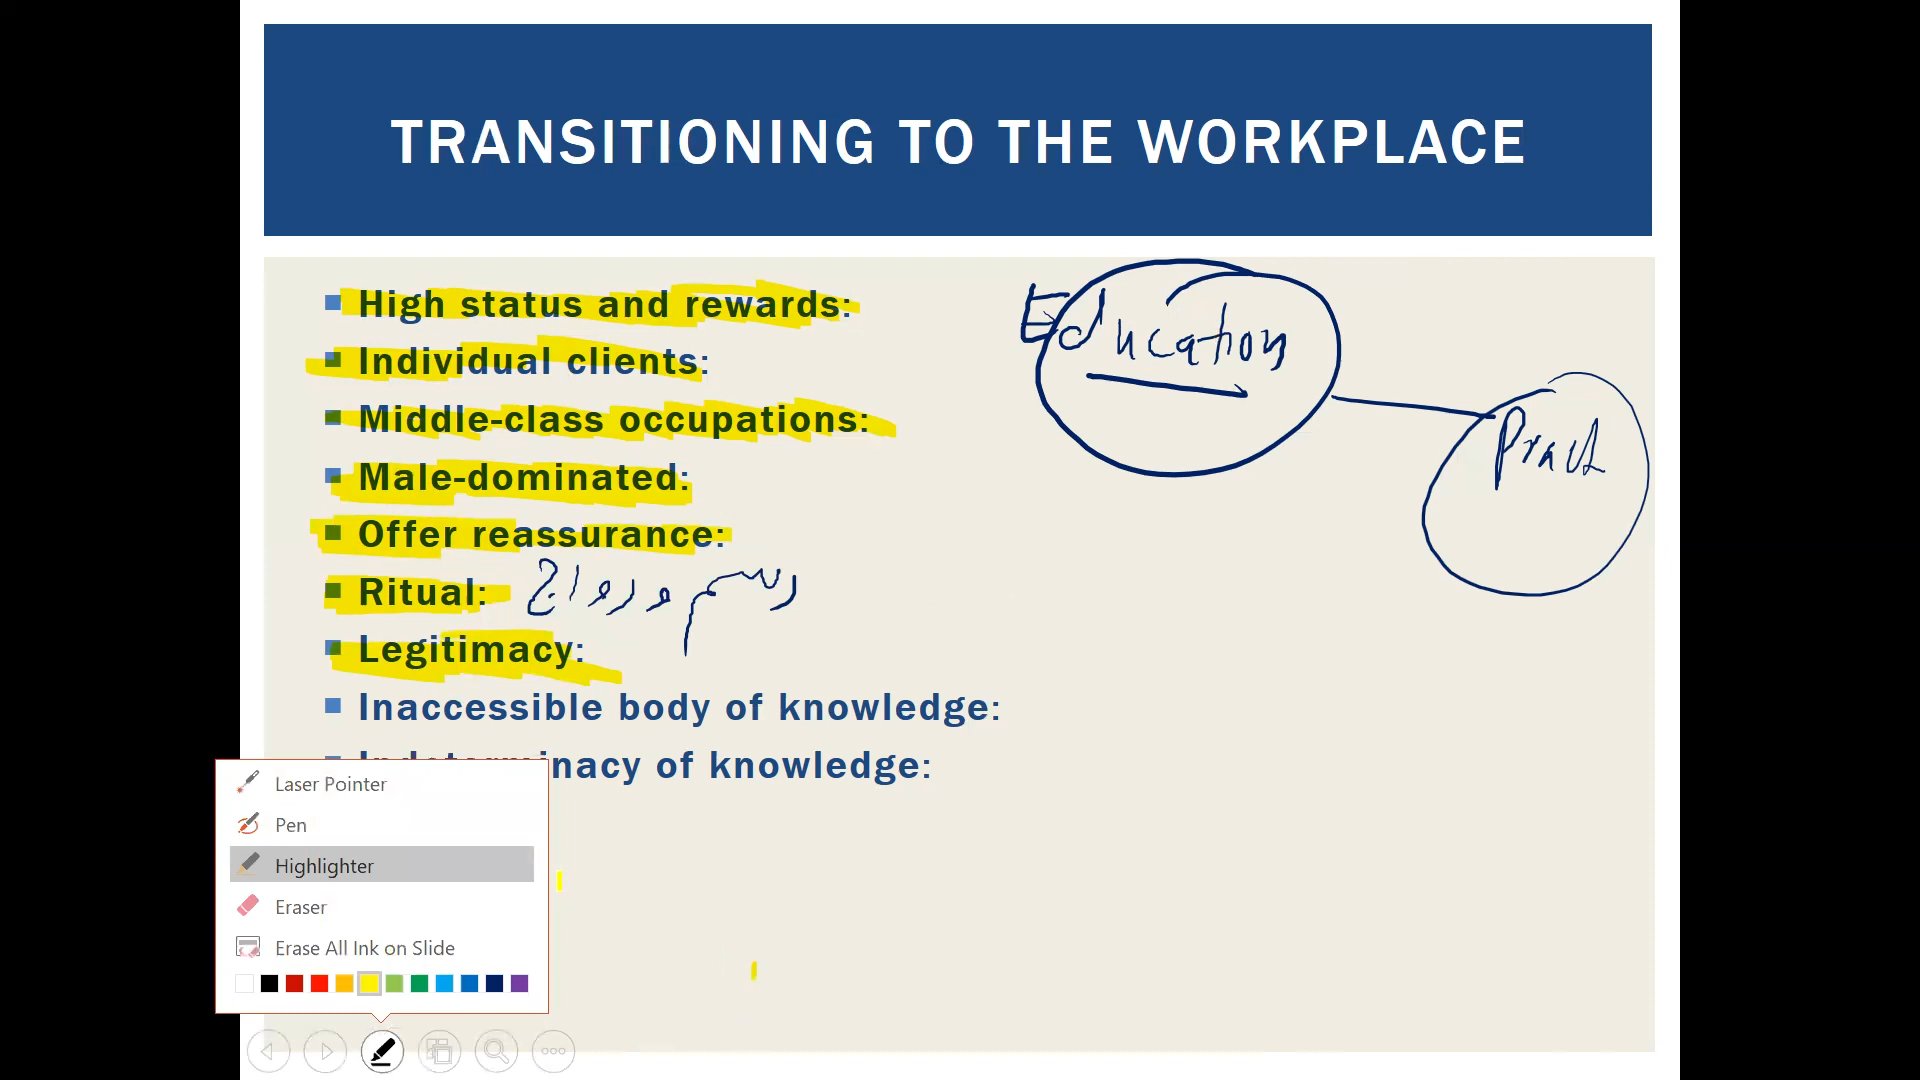 TRANSITIONING TO THE WORKPLACE
High status and rewards:
Individual clients:
Middle-class occupations:
Male-dominated:
Offer reassurance:
Ritual: رسم و رواج
Legitimacy:
Inaccessible body of knowledge:
Indeterminacy of knowledge:
Education
Laser Pointer
Pen
Highlighter
Eraser
Erase All Ink on Slide